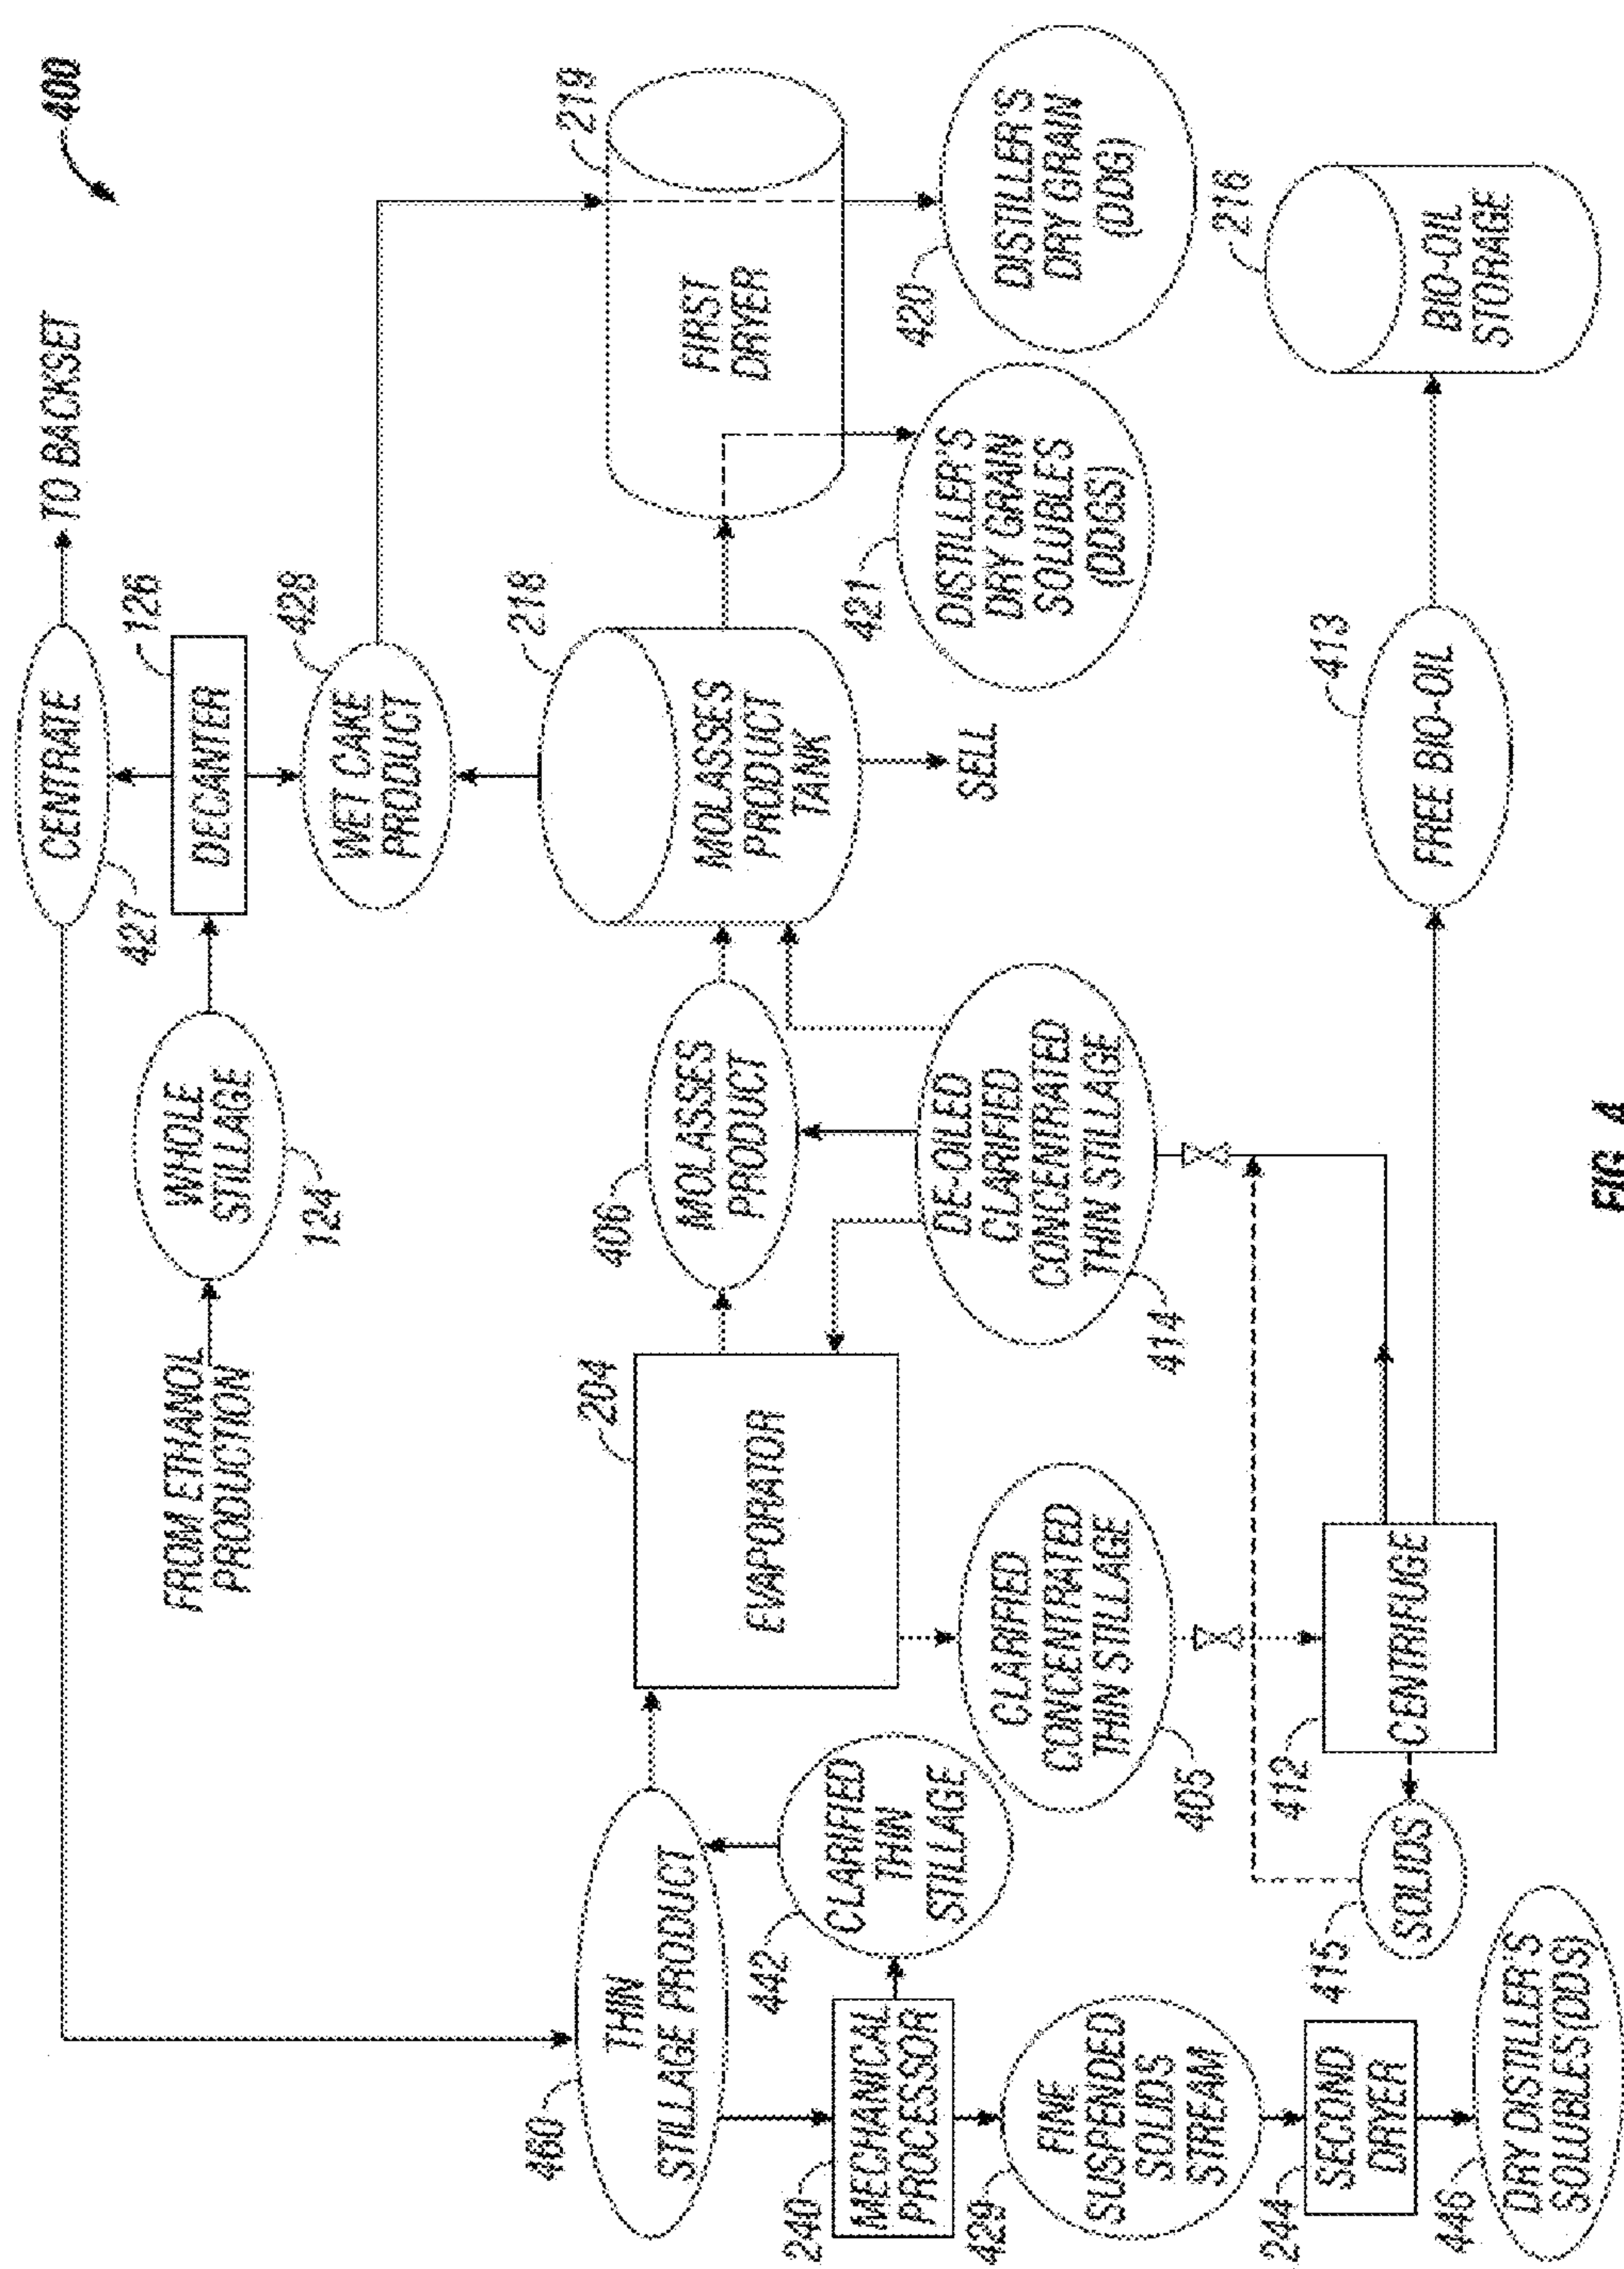 400
CENTRATE
TO BACKSET
427
DECANTER
126
FROM ETHANOL
PRODUCTION
WHOLE
STILLAGE
124
WET CAKE
PRODUCT
428
THIN
STILLAGE PRODUCT
460
EVAPORATOR
204
MOLASSES
PRODUCT
406
MOLASSES
PRODUCT
TANK
218
SELL
FIRST
DRYER
219
MECHANICAL
PROCESSOR
240
CLARIFIED
THIN
STILLAGE
442
CLARIFIED
CONCENTRATED
THIN STILLAGE
405
DE-OILED
CLARIFIED
CONCENTRATED
THIN STILLAGE
414
DISTILLER'S
DRY GRAIN
SOLUBLES
(DDGS)
421
DISTILLER'S
DRY GRAIN
(DDG)
420
FINE
SUSPENDED
SOLIDS
STREAM
429
SECOND
DRYER
244
DRY DISTILLER'S
SOLUBLES(DDS)
446
SOLIDS
415
CENTRIFUGE
412
FREE BIO-OIL
413
BIO-OIL
STORAGE
216
FIG. 4